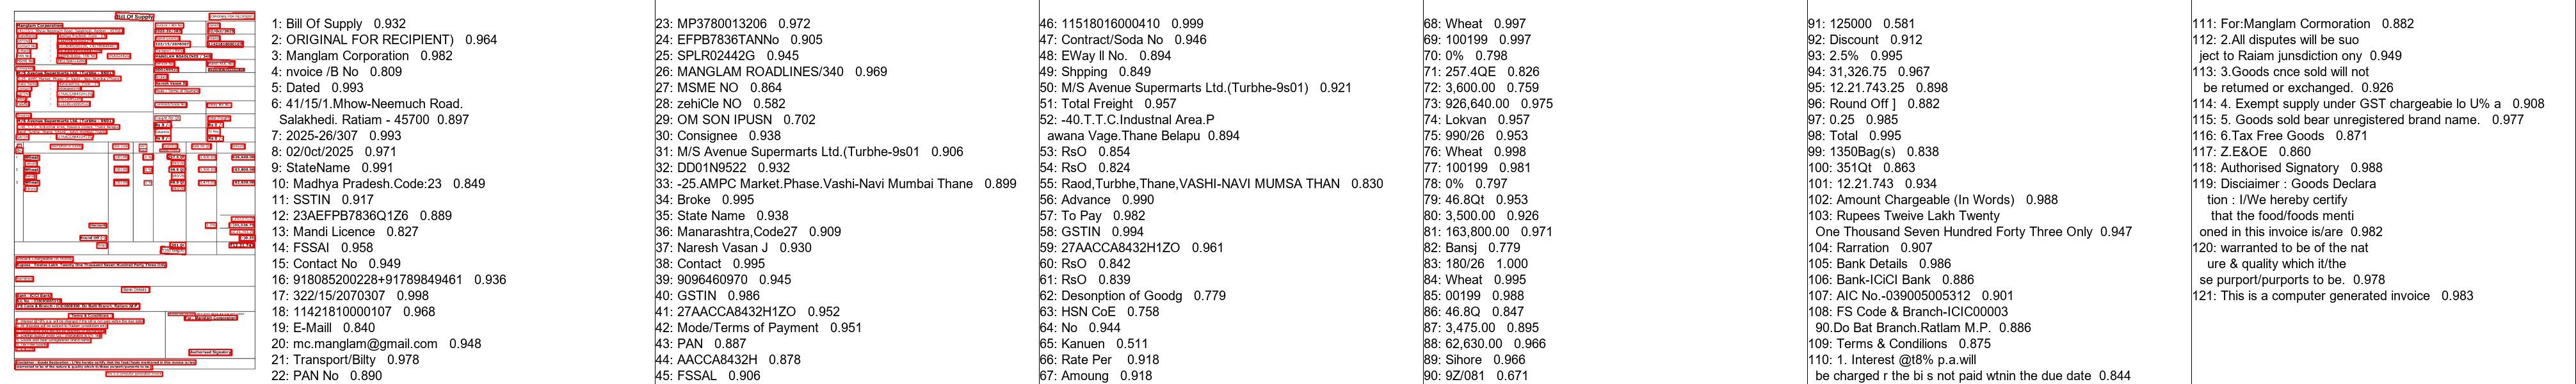 1: Bill Of Supply 0.932
2: ORIGINAL FOR RECIPIENT) 0.964
3: Manglam Corporation 0.982
4: nvoice /B No 0.809
5: Dated 0.993
6: 41/15/1.Mhow-Neemuch Road.
Salakhedi. Ratiam - 45700 0.897
7: 2025-26/307 0.993
8: 02/0ct/2025 0.971
9: StateName 0.991
10: Madhya Pradesh.Code:23 0.849
11: SSTIN 0.917
12: 23AEFPB7836Q1Z6 0.889
13: Mandi Licence 0.827
14: FSSAI 0.958
15: Contact No 0.949
16: 918085200228+91789849461 0.936
17: 322/15/2070307 0.998
18: 11421810000107 0.968
19: E-Maill 0.840
20: mc.manglam@gmail.com 0.948
21: Transport/Bilty 0.978
22: PAN No 0.890
23: MP3780013206 0.972
24: EFPB7836TANNo 0.905
25: SPLR02442G 0.945
26: MANGLAM ROADLINES/340 0.969
27: MSME NO 0.864
28: zehiCle NO 0.582
29: OM SON IPUSN 0.702
30: Consignee 0.938
31: M/S Avenue Supermarts Ltd.(Turbhe-9s01 0.906
32: DD01N9522 0.932
33: -25.AMPC Market.Phase.Vashi-Navi Mumbai Thane 0.899
34: Broke 0.995
35: State Name 0.938
36: Manarashtra,Code27 0.909
37: Naresh Vasan J 0.930
38: Contact 0.995
39: 9096460970 0.945
40: GSTIN 0.986
41: 27AACCA8432H1ZO 0.952
42: Mode/Terms of Payment 0.951
43: PAN 0.887
44: AACCA8432H 0.878
45: FSSAL 0.906
46: 11518016000410 0.999
47: Contract/Soda No 0.946
48: EWay ll No. 0.894
49: Shpping 0.849
50: M/S Avenue Supermarts Ltd.(Turbhe-9s01) 0.921
51: Total Freight 0.957
52: -40.T.T.C.Industnal Area.P
awana Vage.Thane Belapu 0.894
53: RsO 0.854
54: RsO 0.824
55: Raod,Turbhe,Thane,VASHI-NAVI MUMSA THAN 0.830
56: Advance 0.990
57: To Pay 0.982
58: GSTIN 0.994
59: 27AACCA8432H1ZO 0.961
60: RsO 0.842
61: RsO 0.839
62: Desonption of Goodg 0.779
63: HSN CoE 0.758
64: No 0.944
65: Kanuen 0.511
66: Rate Per 0.918
67: Amoung 0.918
68: Wheat 0.997
69: 100199 0.997
70: 0% 0.798
71: 257.4QE 0.826
72: 3,600.00 0.759
73: 926,640.00 0.975
74: Lokvan 0.957
75: 990/26 0.953
76: Wheat 0.998
77: 100199 0.981
78: 0% 0.797
79: 46.8Qt 0.953
80: 3,500.00 0.926
81: 163,800.00 0.971
82: Bansj 0.779
83: 180/26 1.000
84: Wheat 0.995
85: 00199 0.988
86: 46.8Q 0.847
87: 3,475.00 0.895
88: 62,630.00 0.966
89: Sihore 0.966
90: 9Z/081 0.671
91: 125000 0.581
92: Discount 0.912
93: 2.5% 0.995
94: 31,326.75 0.967
95: 12.21.743.25 0.898
96: Round Off ] 0.882
97: 0.25 0.985
98: Total 0.995
99: 1350Bag(s) 0.838
100: 351Qt 0.863
101: 12.21.743 0.934
102: Amount Chargeable (In Words) 0.988
103: Rupees Tweive Lakh Twenty
One Thousand Seven Hundred Forty Three Only 0.947
104: Rarration 0.907
105: Bank Details 0.986
106: Bank-ICiCI Bank 0.886
107: AIC No.-039005005312 0.901
108: FS Code & Branch-ICIC00003
90.Do Bat Branch.Ratlam M.P. 0.886
109: Terms & Condilions 0.875
110: 1. Interest @t8% p.a.will
be charged r the bi s not paid wtnin the due date 0.844
111: For:Manglam Cormoration 0.882
112: 2.All disputes will be suo
ject to Raiam junsdiction ony 0.949
113: 3.Goods cnce sold will not
be retumed or exchanged. 0.926
114: 4. Exempt supply under GST chargeabie lo U% a 0.908
115: 5. Goods sold bear unregistered brand name. 0.977
116: 6.Tax Free Goods 0.871
117: Z.E&OE 0.860
118: Authorised Signatory 0.988
119: Disclaimer : Goods Declara
tion : I/We hereby certify
that the food/foods menti
oned in this invoice is/are 0.982
120: warranted to be of the nat
ure & quality which it/the
se purport/purports to be. 0.978
121: This is a computer generated invoice 0.983